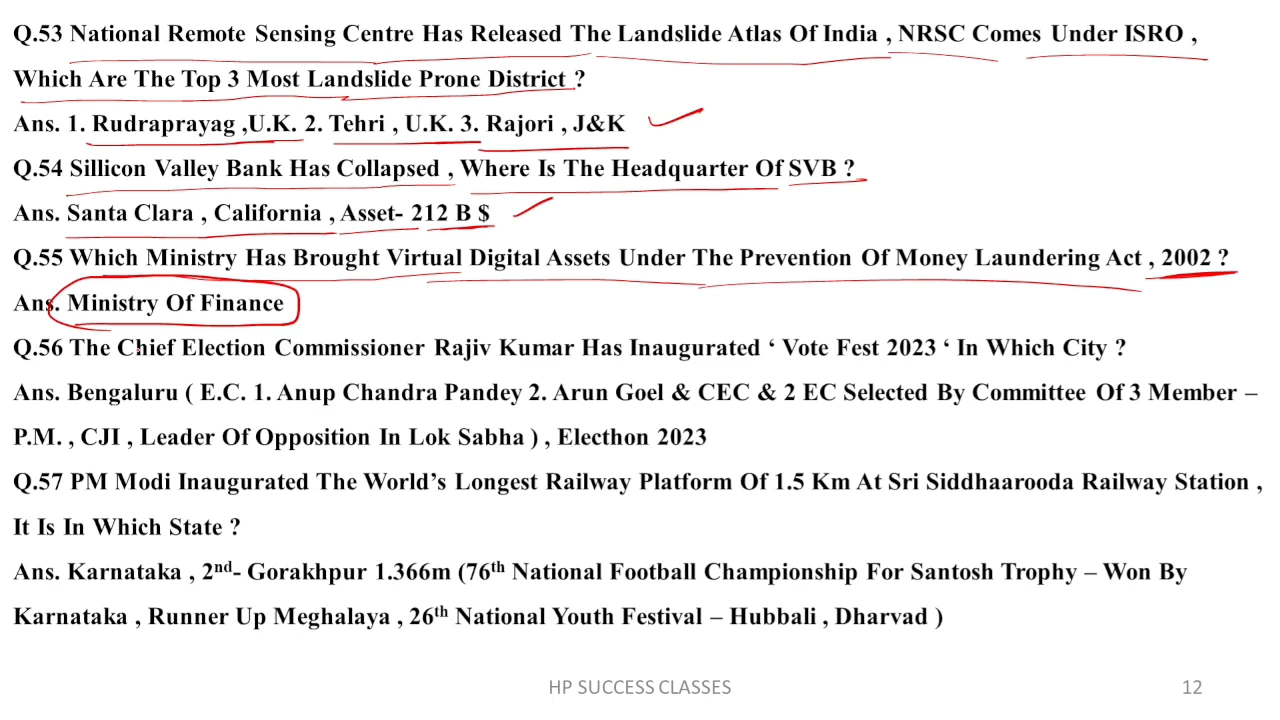 Q.53 National Remote Sensing Centre Has Released The Landslide Atlas Of India , NRSC Comes Under ISRO ,
Which Are The Top 3 Most Landslide Prone District ?
Ans. 1. Rudraprayag ,U.K. 2. Tehri , U.K. 3. Rajori , J&K
Q.54 Sillicon Valley Bank Has Collapsed , Where Is The Headquarter Of SVB ?
Ans. Santa Clara , California , Asset- 212 B $
Q.55 Which Ministry Has Brought Virtual Digital Assets Under The Prevention Of Money Laundering Act , 2002 ?
Ans. Ministry Of Finance
Q.56 The Chief Election Commissioner Rajiv Kumar Has Inaugurated ‘ Vote Fest 2023 ‘ In Which City ?
Ans. Bengaluru ( E.C. 1. Anup Chandra Pandey 2. Arun Goel & CEC & 2 EC Selected By Committee Of 3 Member –
P.M. , CJI , Leader Of Opposition In Lok Sabha ) , Electhon 2023
Q.57 PM Modi Inaugurated The World’s Longest Railway Platform Of 1.5 Km At Sri Siddhaarooda Railway Station ,
It Is In Which State ?
Ans. Karnataka , 2nd- Gorakhpur 1.366m (76th National Football Championship For Santosh Trophy – Won By
Karnataka , Runner Up Meghalaya , 26th National Youth Festival – Hubbali , Dharvad )
HP SUCCESS CLASSES 12